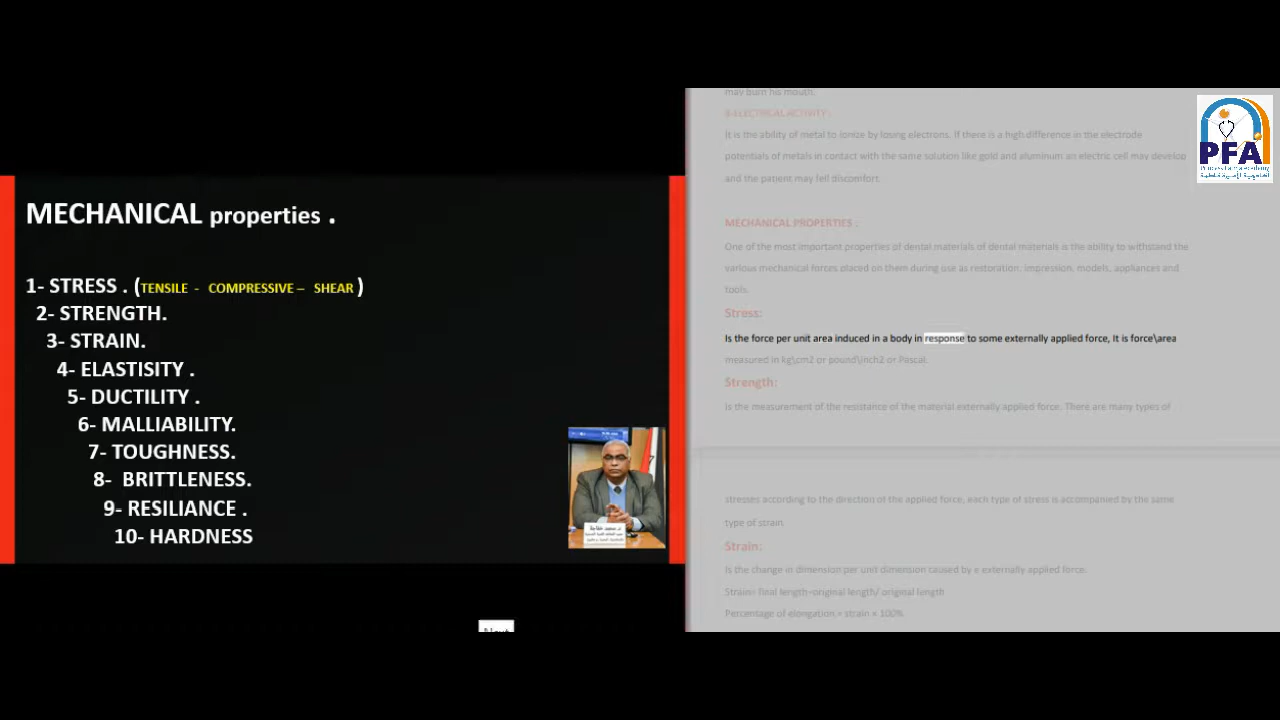 MECHANICAL properties .
1- STRESS . (TENSILE - COMPRESSIVE – SHEAR )
2- STRENGTH.
3- STRAIN.
4- ELASTISITY .
5- DUCTILITY .
6- MALLIABILITY.
7- TOUGHNESS.
8- BRITTLENESS.
9- RESILIANCE .
10- HARDNESS
may burn his mouth.
3-ELECTRICAL ACTIVITY :
It is the ability of metal to ionize by losing electrons. If there is a high difference in the electrode
potentials of metals in contact with the same solution like gold and aluminum an electric cell may develop
and the patient may fell discomfort.
MECHANICAL PROPERTIES :
One of the most important properties of dental materials of dental materials is the ability to withstand the
various mechanical forces placed on them during use as restoration, impression, models, appliances and
tools.
Stress:
Is the force per unit area induced in a body in response to some externally applied force, It is force\area
measured in kg\cm2 or pound\inch2 or Pascal.
Strength:
Is the measurement of the resistance of the material externally applied force. There are many types of
stresses according to the direction of the applied force, each type of stress is accompanied by the same
type of strain.
Strain:
Is the change in dimension per unit dimension caused by e externally applied force.
Strain= final length–original length/ original length
Percentage of elongation = strain × 100%
PFA